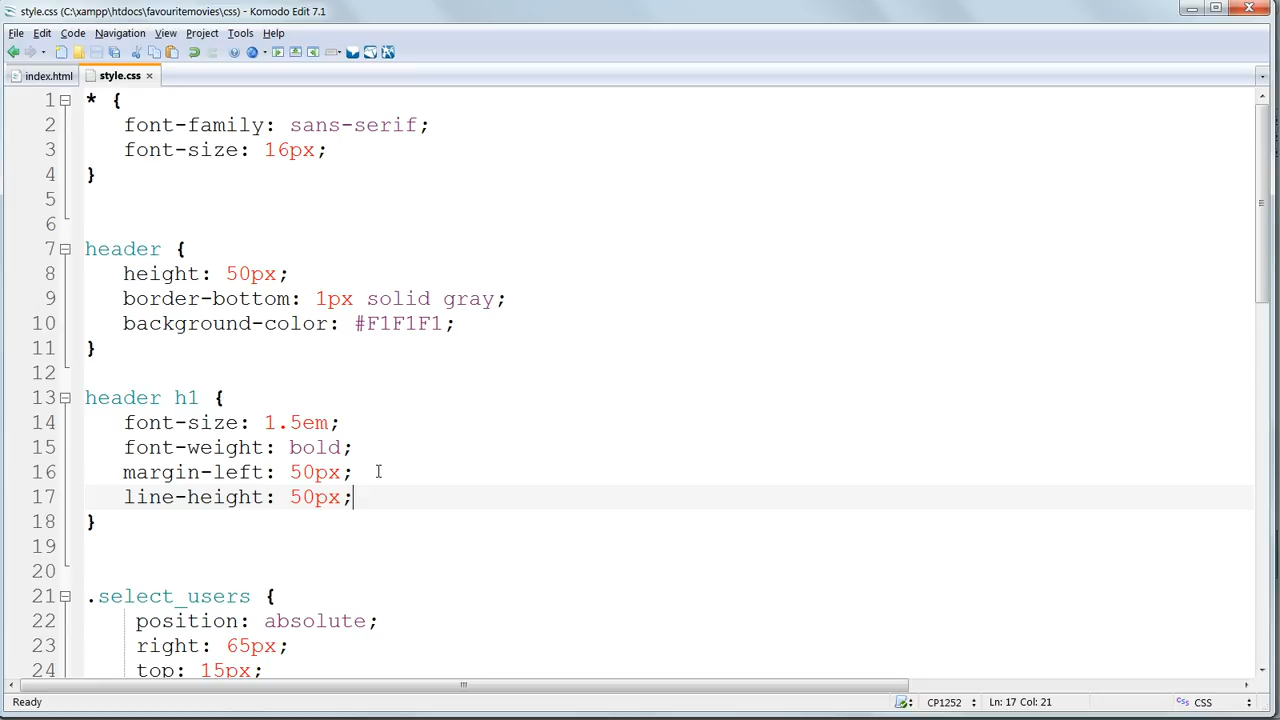 style.css (C:\xampp\htdocs\favouritemovies\css) - Komodo Edit 7.1
File Edit Code Navigation View Project Tools Help
index.html style.css
1 * {
2 font-family: sans-serif;
3 font-size: 16px;
4 }
5
6
7 header {
8 height: 50px;
9 border-bottom: 1px solid gray;
10 background-color: #F1F1F1;
11 }
12
13 header h1 {
14 font-size: 1.5em;
15 font-weight: bold;
16 margin-left: 50px;
17 line-height: 50px;
18 }
19
20
21 .select_users {
22 position: absolute;
23 right: 65px;
24 top: 15px;
Ready CP1252 Ln: 17 Col: 21 CSS CSS